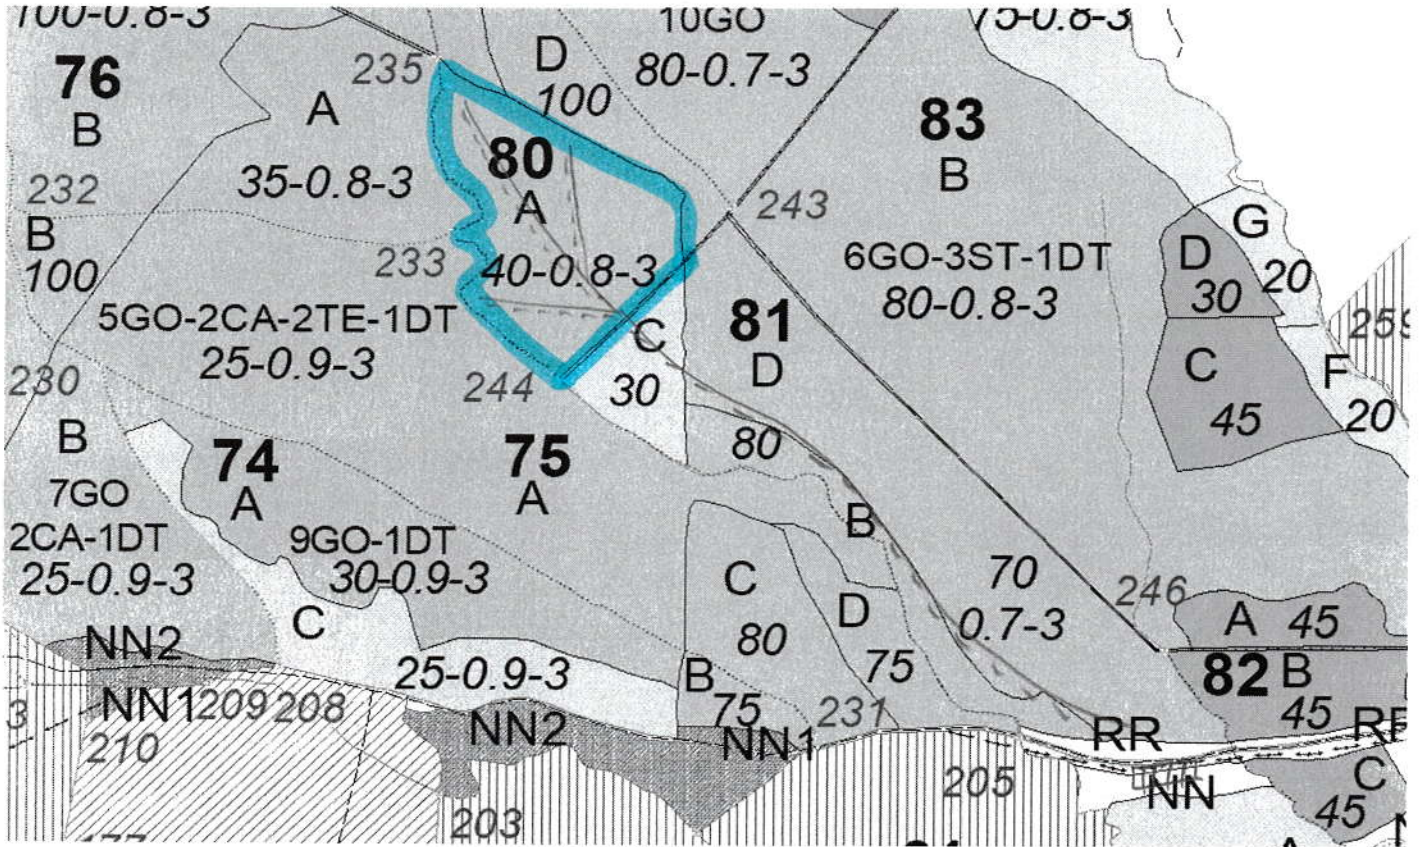 100-0.8-3
10GO
75-0.8-3
76
B
235
A
D
100
80-0.7-3
83
B
80
A
35-0.8-3
232
B
100
243
G
233
40-0.8-3
6GO-3ST-1DT
80-0.8-3
D
30
20
5GO-2CA-2TE-1DT
25-0.9-3
81
D
C
30
259
C
45
F
20
230
244
B
74
A
75
A
80
7GO
2CA-1DT
25-0.9-3
9GO-1DT
30-0.9-3
B
C
80
D
75
70
0.7-3
246
A 45
C
NN2
25-0.9-3
B
75
82 B
45
3
NN1
209 208
210
NN2
NN1
231
RR
C
205
NN
45
203